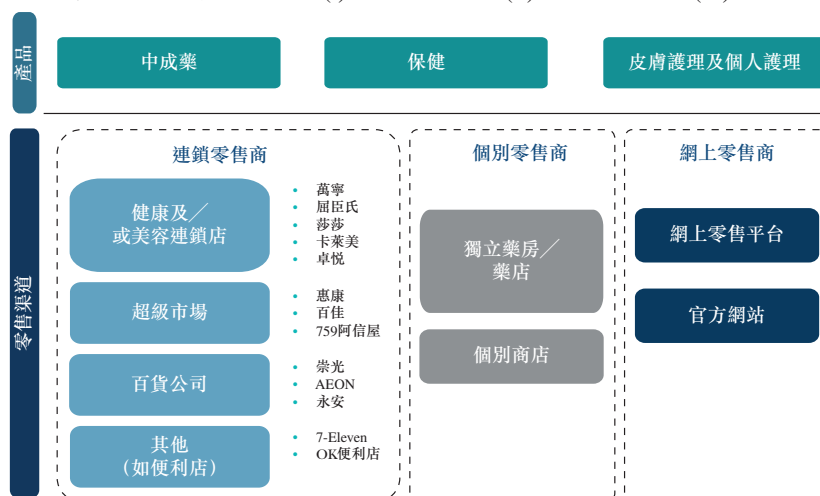 產品
中成藥
保健
皮膚護理及個人護理
零售渠道
連鎖零售商
健康及／
或美容連鎖店
• 萬寧
• 屈臣氏
• 莎莎
• 卡萊美
• 卓悅
超級市場
• 惠康
• 百佳
• 759阿信屋
百貨公司
• 崇光
• AEON
• 永安
其他
（如便利店）
• 7-Eleven
• OK便利店
個別零售商
獨立藥房／
藥店
個別商店
網上零售商
網上零售平台
官方網站